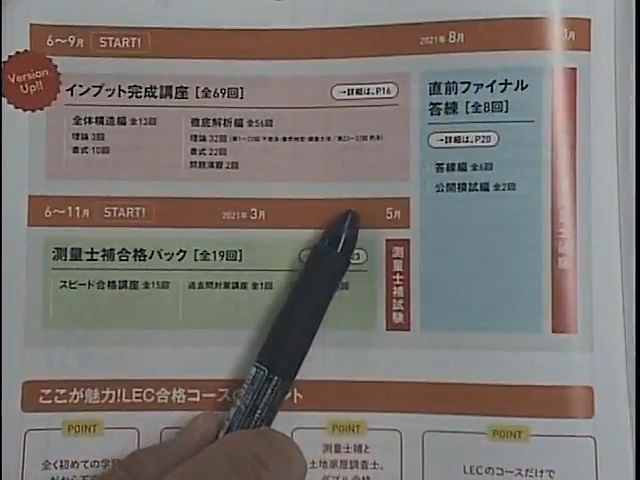 6〜9月 START!
2021年 8月
Version Up!!
インプット完成講座 [全69回]
→詳細は、P16
全体構造編 全13回
理論 3回
書式 10回
徹底解析編 全56回
理論 32回
書式 22回
問題演習 2回
直前ファイナル
答練 [全8回]
→詳細は、P20
答練編 全6回
公開模試編 全2回
6〜11月 START!
2021年 3月
5月
測量士補合格パック [全19回]
スピード合格講座 全15回
過去問対策講座 全1回
測量士補試験
ここが魅力!LEC合格コースの
ント
POINT
全く初めての学習
POINT
測量士補と
土地家屋調査士、
POINT
LECのコースだけで